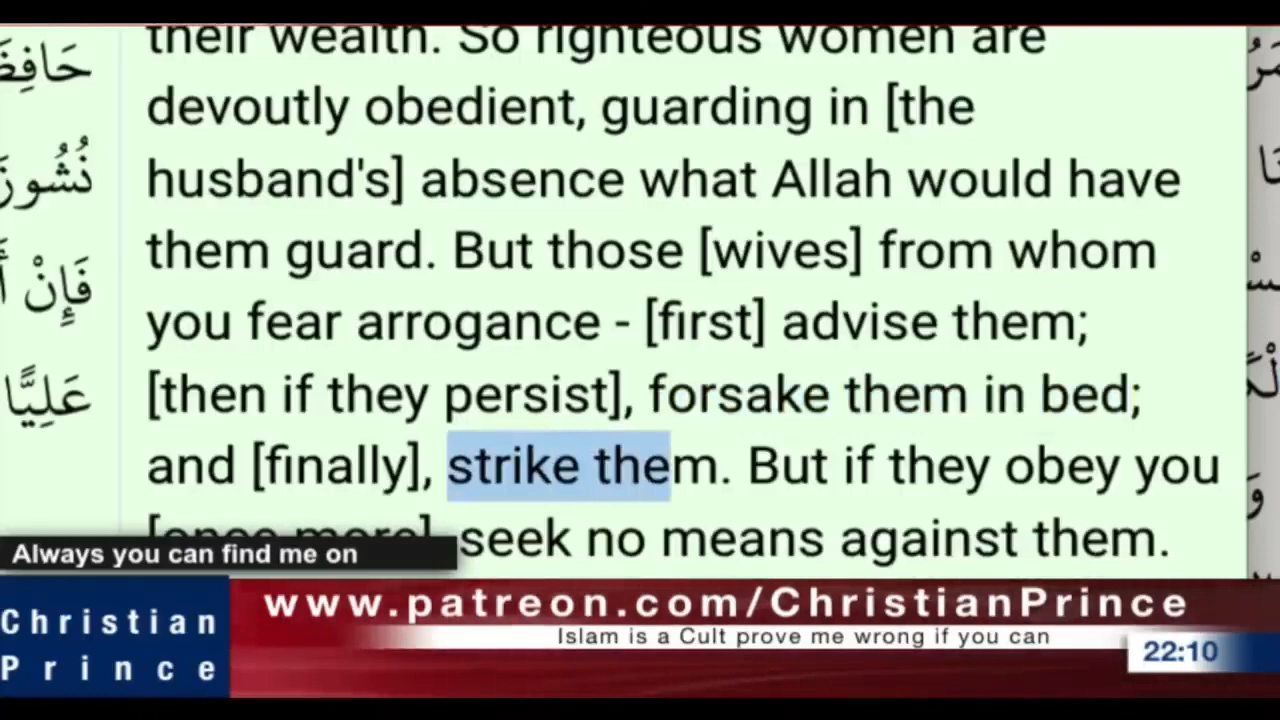 their wealth. So righteous women are
devoutly obedient, guarding in [the
husband's] absence what Allah would have
them guard. But those [wives] from whom
you fear arrogance - [first] advise them;
[then if they persist], forsake them in bed;
and [finally], strike them. But if they obey you
[once more], seek no means against them.
نُشُوزَ
فَإِنْ
عَلِيًّا
Always you can find me on
Christian
Prince
www.patreon.com/ChristianPrince
Islam is a Cult prove me wrong if you can
22:10